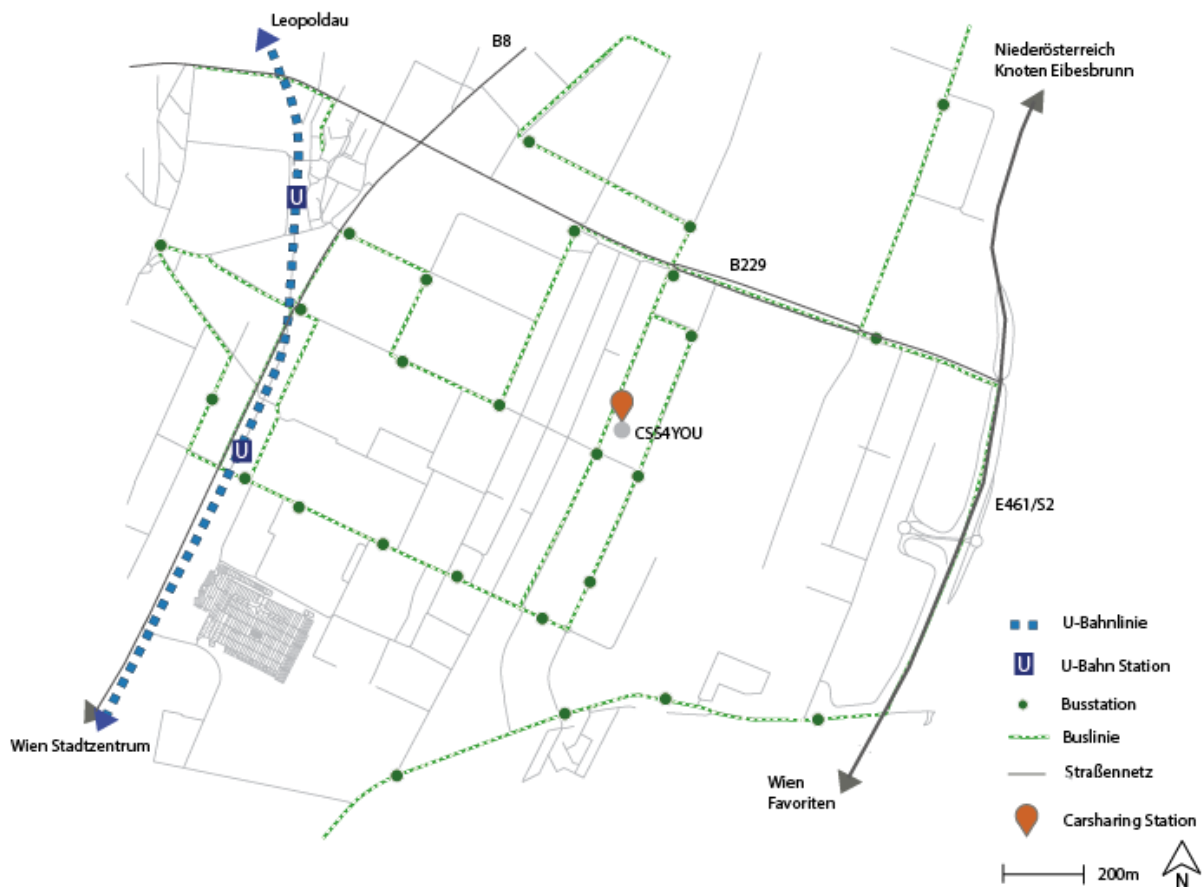 Leopoldau
B8
Niederösterreich
Knoten Eibesbrunn
U
B229
CSS4YOU
U
E461/S2
U-Bahnlinie
U
U-Bahn Station
Busstation
Buslinie
Straßennetz
Carsharing Station
200m
N
Wien Stadtzentrum
Wien
Favoriten